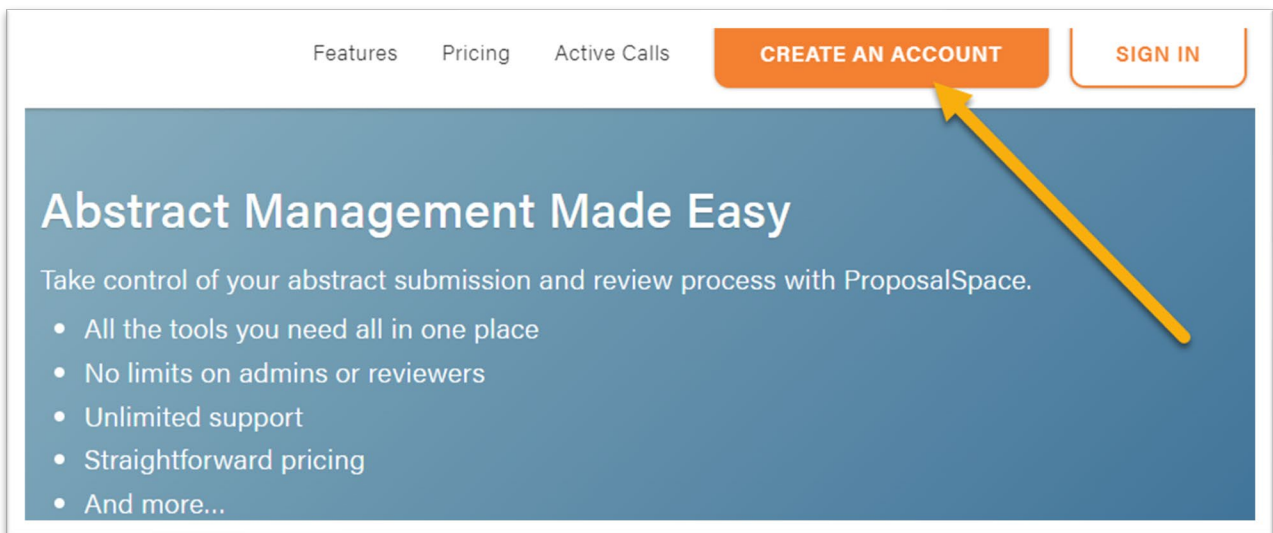 Features Pricing Active Calls CREATE AN ACCOUNT SIGN IN
Abstract Management Made Easy
Take control of your abstract submission and review process with ProposalSpace.
• All the tools you need all in one place
• No limits on admins or reviewers
• Unlimited support
• Straightforward pricing
• And more...